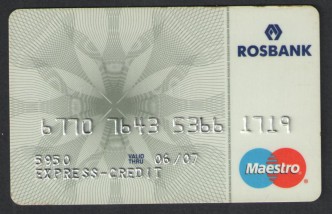 ROSBANK
6770 7643 5366 1719
5950 VALID THRU 06/07
EXPRESS-CREDIT
Maestro